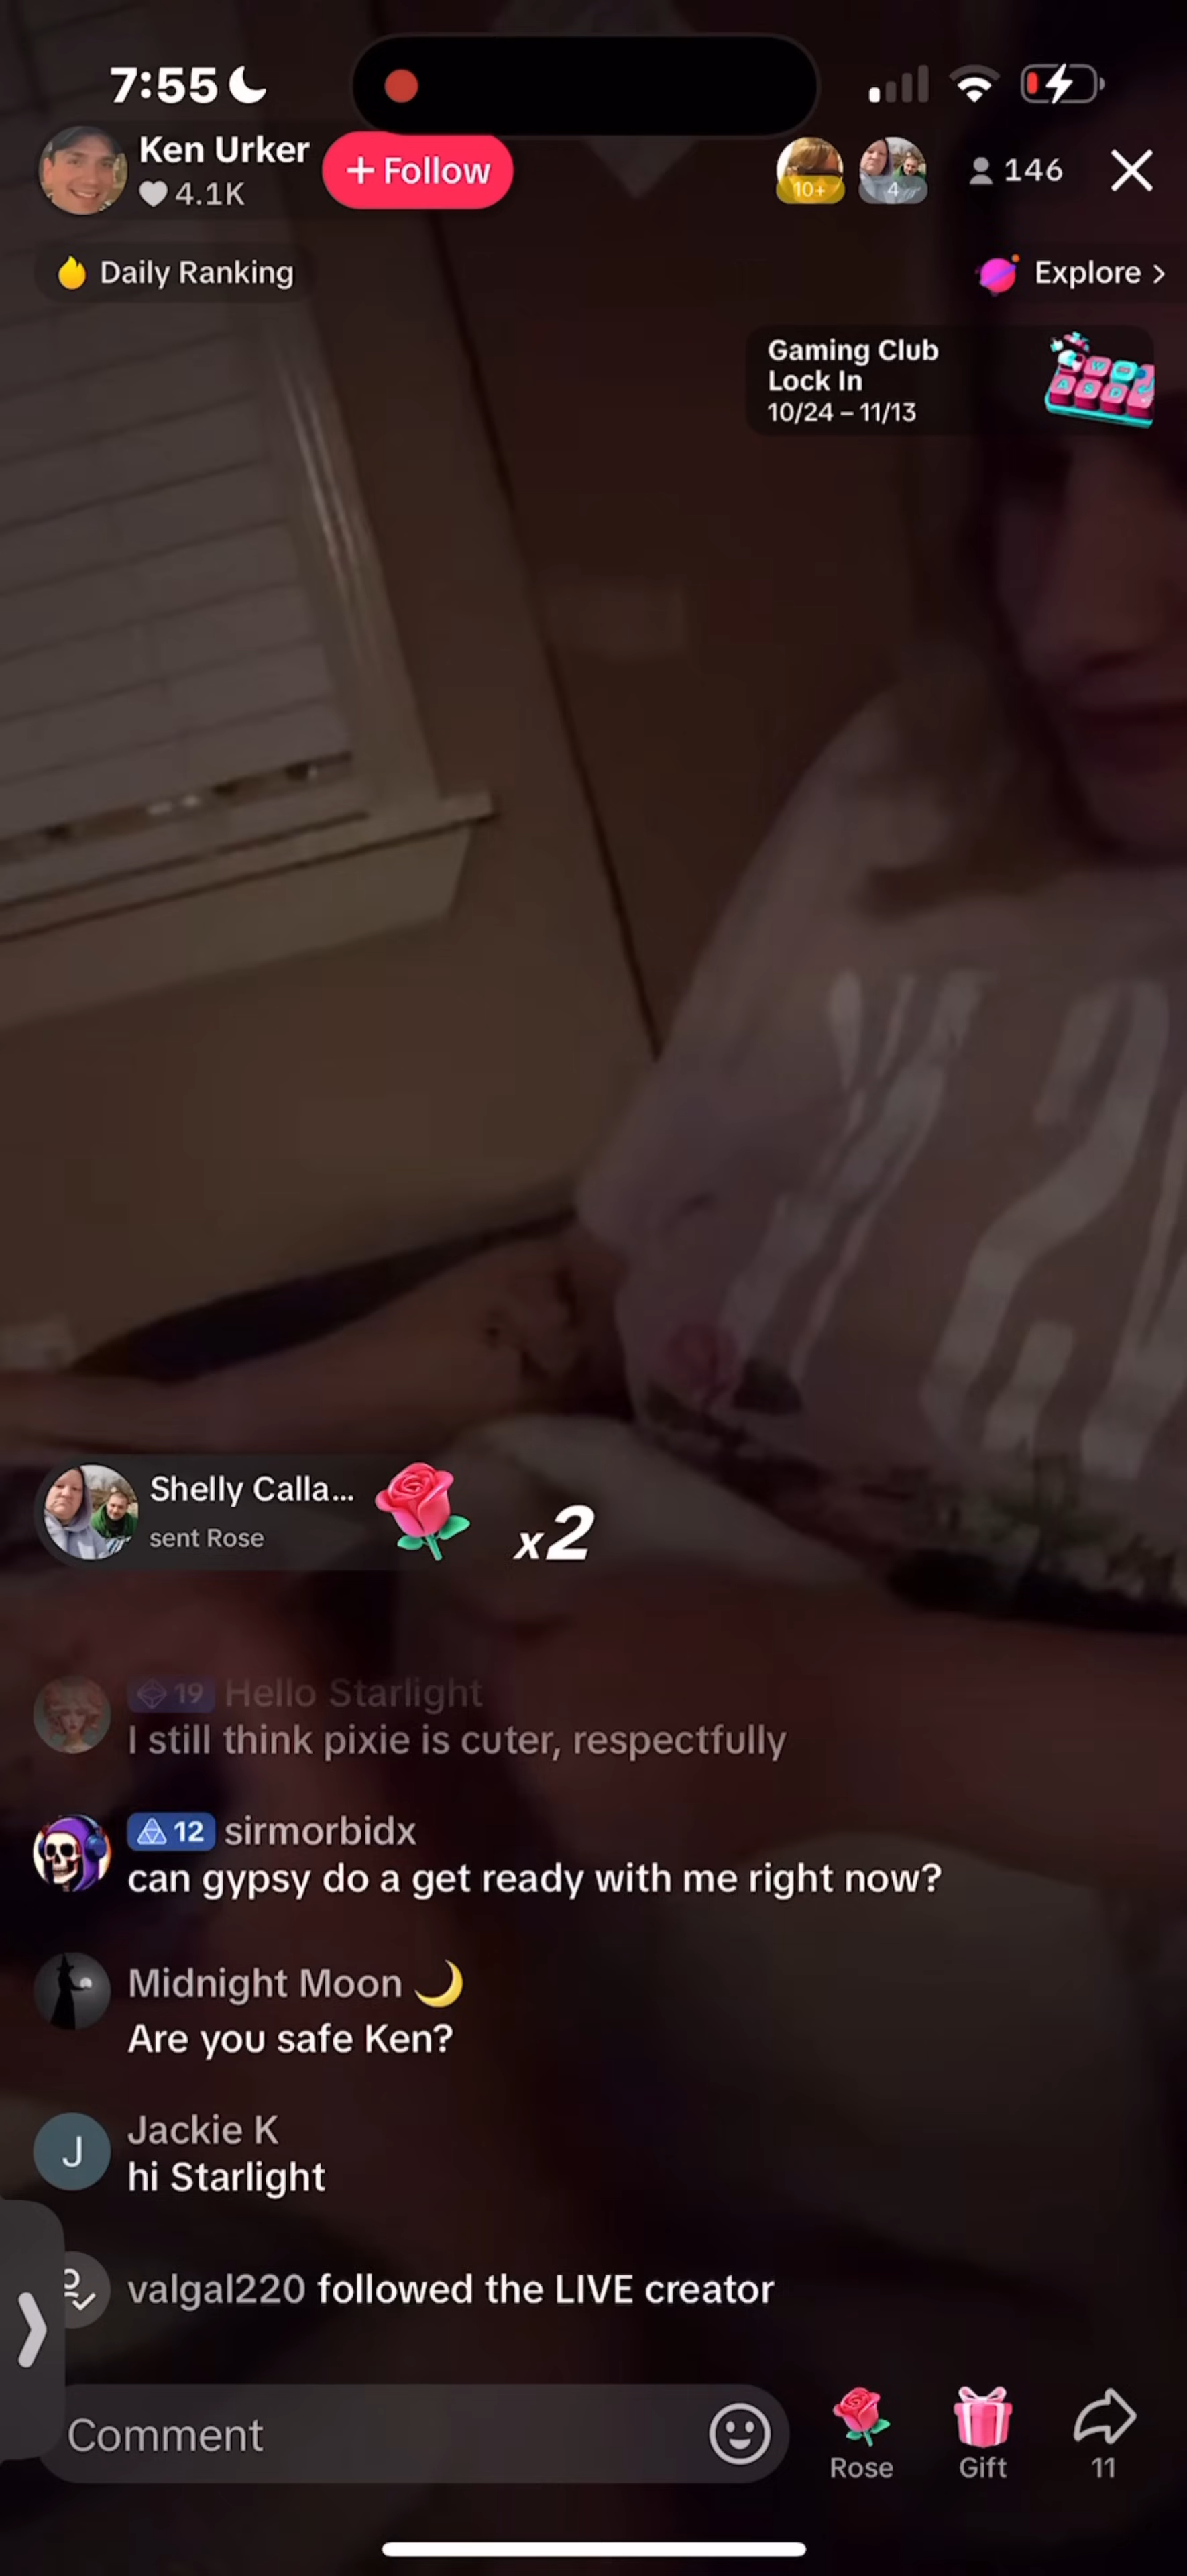 7:55
Ken Urker
4.1K
+ Follow
10+
4
146
Daily Ranking
Explore >
Gaming Club
Lock In
10/24 – 11/13
W
A S D
Shelly Calla...
sent Rose
x2
19 Hello Starlight
I still think pixie is cuter, respectfully
12 sirmorbidx
can gypsy do a get ready with me right now?
Midnight Moon 🌙
Are you safe Ken?
J
Jackie K
hi Starlight
valgal220 followed the LIVE creator
Comment
Rose
Gift
11